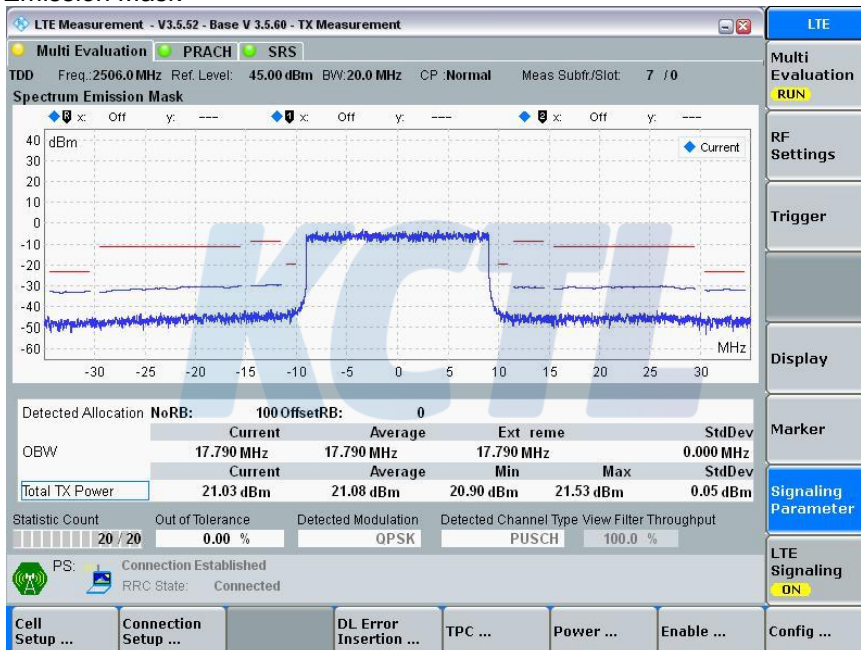 Emission Mask
LTE Measurement - V3.5.52 - Base V 3.5.60 - TX Measurement
LTE
Multi Evaluation PRACH SRS
Multi Evaluation RUN
TDD Freq.:2506.0 MHz Ref. Level: 45.00 dBm BW:20.0 MHz CP :Normal Meas Subfr./Slot: 7 / 0
Spectrum Emission Mask
R x: Off y: --- 1 x: Off y: --- 2 x: Off y: ---
40 dBm
Current
30
20
10
0
-10
-20
-30
-40
-50
-60
MHz
-30 -25 -20 -15 -10 -5 0 5 10 15 20 25 30
KCTL
RF Settings
Trigger
Display
Marker
Signaling Parameter
LTE Signaling ON
Detected Allocation NoRB: 100 OffsetRB: 0
Current Average Ext reme StdDev
OBW 17.790 MHz 17.790 MHz 17.790 MHz 0.000 MHz
Current Average Min Max StdDev
Total TX Power 21.03 dBm 21.08 dBm 20.90 dBm 21.53 dBm 0.05 dBm
Statistic Count Out of Tolerance Detected Modulation Detected Channel Type View Filter Throughput
20 / 20 0.00 % QPSK PUSCH 100.0 %
PS: Connection Established
RRC State: Connected
Cell Setup ... Connection Setup ... DL Error Insertion ... TPC ... Power ... Enable ... Config ...